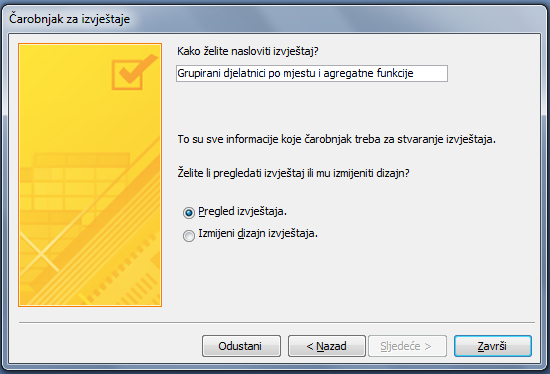 Čarobnjak za izvještaje
Kako želite nasloviti izvještaj?
Grupirani djelatnici po mjestu i agregatne funkcije
To su sve informacije koje čarobnjak treba za stvaranje izvještaja.
Želite li pregledati izvještaj ili mu izmijeniti dizajn?
Pregled izvještaja.
Izmijeni dizajn izvještaja.
Odustani
< Nazad
Sljedeće >
Završi